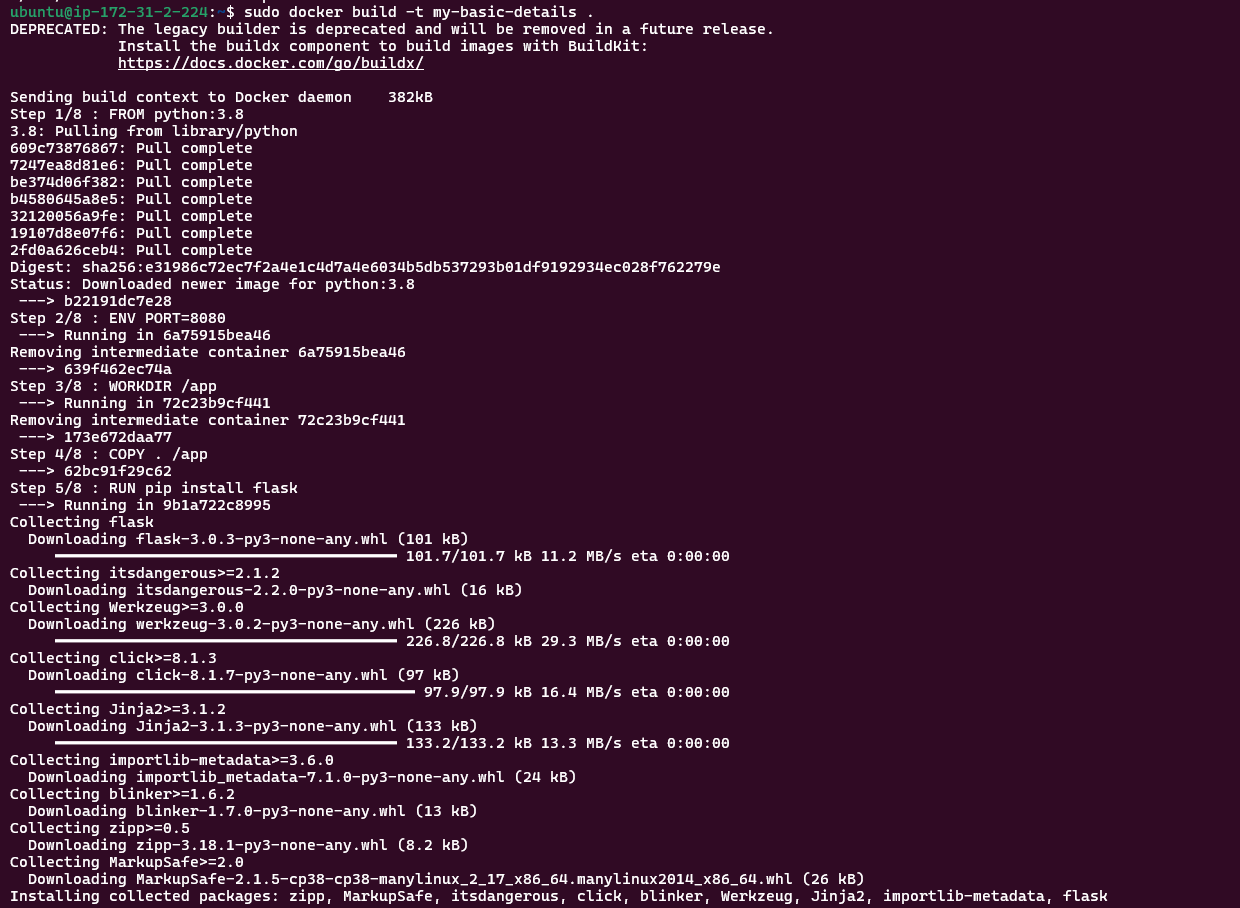 ubuntu@ip-172-31-2-224:~$ sudo docker build -t my-basic-details .
DEPRECATED: The legacy builder is deprecated and will be removed in a future release.
            Install the buildx component to build images with BuildKit:
            https://docs.docker.com/go/buildx/

Sending build context to Docker daemon    382kB
Step 1/8 : FROM python:3.8
3.8: Pulling from library/python
609c73876867: Pull complete
7247ea8d81e6: Pull complete
be374d06f382: Pull complete
b4580645a8e5: Pull complete
32120056a9fe: Pull complete
19107d8e07f6: Pull complete
2fd0a626ceb4: Pull complete
Digest: sha256:e31986c72ec7f2a4e1c4d7a4e6034b5db537293b01df9192934ec028f762279e
Status: Downloaded newer image for python:3.8
 ---> b22191dc7e28
Step 2/8 : ENV PORT=8080
 ---> Running in 6a75915bea46
Removing intermediate container 6a75915bea46
 ---> 639f462ec74a
Step 3/8 : WORKDIR /app
 ---> Running in 72c23b9cf441
Removing intermediate container 72c23b9cf441
 ---> 173e672daa77
Step 4/8 : COPY . /app
 ---> 62bc91f29c62
Step 5/8 : RUN pip install flask
 ---> Running in 9b1a722c8995
Collecting flask
  Downloading flask-3.0.3-py3-none-any.whl (101 kB)
     101.7/101.7 kB 11.2 MB/s eta 0:00:00
Collecting itsdangerous>=2.1.2
  Downloading itsdangerous-2.2.0-py3-none-any.whl (16 kB)
Collecting Werkzeug>=3.0.0
  Downloading werkzeug-3.0.2-py3-none-any.whl (226 kB)
     226.8/226.8 kB 29.3 MB/s eta 0:00:00
Collecting click>=8.1.3
  Downloading click-8.1.7-py3-none-any.whl (97 kB)
     97.9/97.9 kB 16.4 MB/s eta 0:00:00
Collecting Jinja2>=3.1.2
  Downloading Jinja2-3.1.3-py3-none-any.whl (133 kB)
     133.2/133.2 kB 13.3 MB/s eta 0:00:00
Collecting importlib-metadata>=3.6.0
  Downloading importlib_metadata-7.1.0-py3-none-any.whl (24 kB)
Collecting blinker>=1.6.2
  Downloading blinker-1.7.0-py3-none-any.whl (13 kB)
Collecting zipp>=0.5
  Downloading zipp-3.18.1-py3-none-any.whl (8.2 kB)
Collecting MarkupSafe>=2.0
  Downloading MarkupSafe-2.1.5-cp38-cp38-manylinux_2_17_x86_64.manylinux2014_x86_64.whl (26 kB)
Installing collected packages: zipp, MarkupSafe, itsdangerous, click, blinker, Werkzeug, Jinja2, importlib-metadata, flask